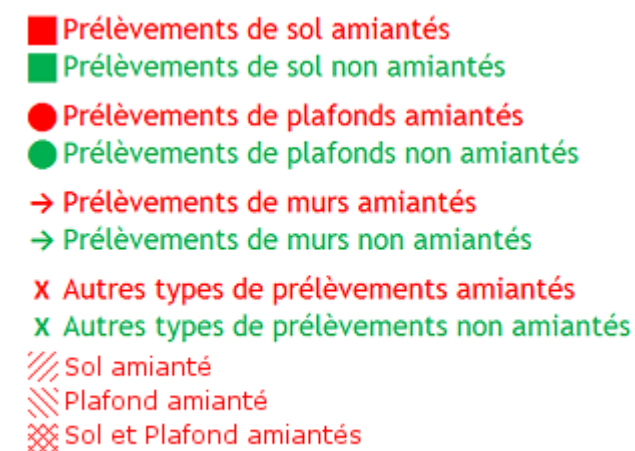 Prélèvements de sol amiantés
Prélèvements de sol non amiantés
Prélèvements de plafonds amiantés
Prélèvements de plafonds non amiantés
→ Prélèvements de murs amiantés
→ Prélèvements de murs non amiantés
x Autres types de prélèvements amiantés
x Autres types de prélèvements non amiantés
Sol amianté
Plafond amianté
Sol et Plafond amiantés